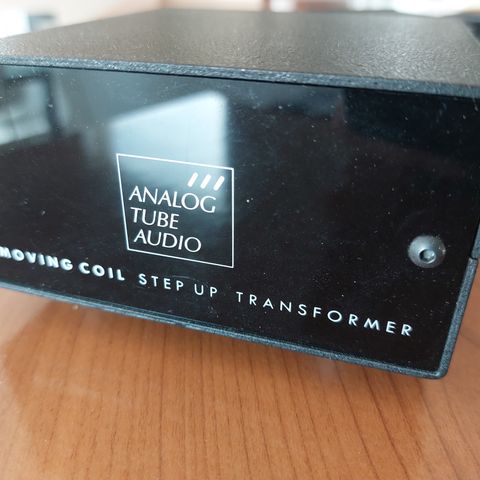 ANALOG
TUBE
AUDIO
MOVING COIL STEP UP TRANSFORMER